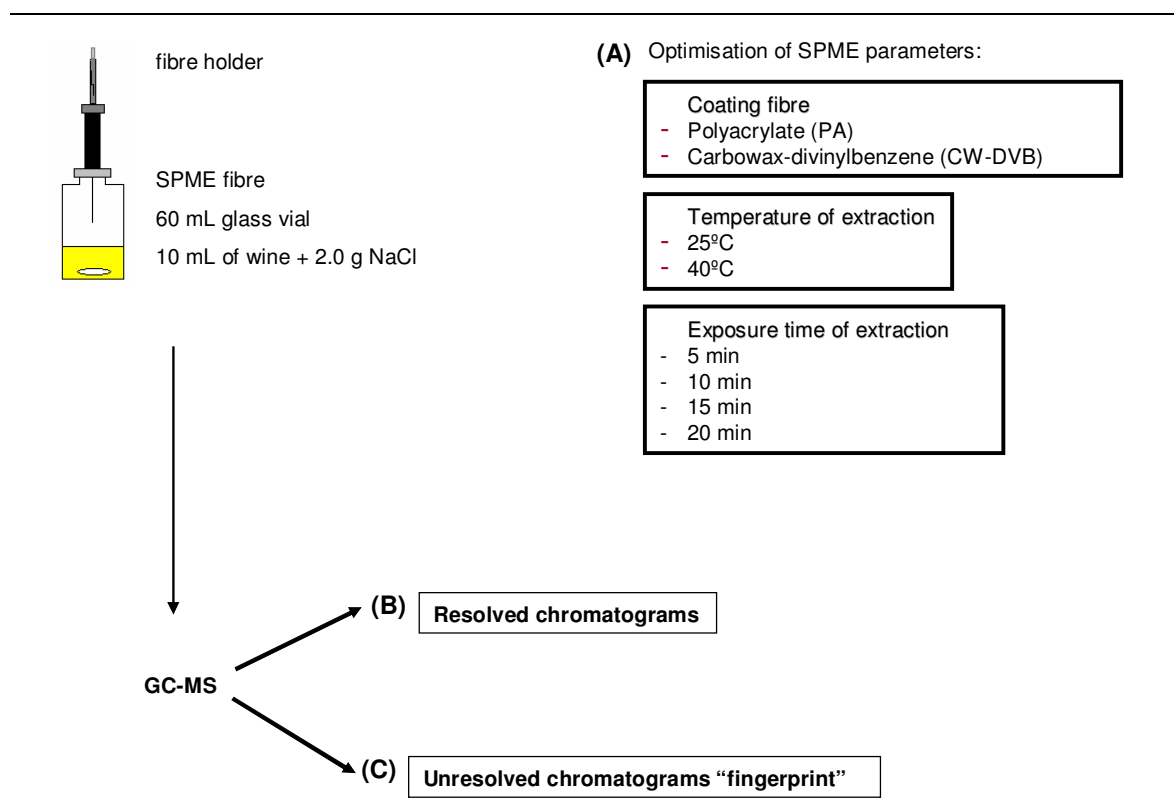 fibre holder
SPME fibre
60 mL glass vial
10 mL of wine + 2.0 g NaCl
(A) Optimisation of SPME parameters:
Coating fibre
- Polyacrylate (PA)
- Carbowax-divinylbenzene (CW-DVB)
Temperature of extraction
- 25ºC
- 40ºC
Exposure time of extraction
- 5 min
- 10 min
- 15 min
- 20 min
(B) Resolved chromatograms
GC-MS
(C) Unresolved chromatograms “fingerprint”